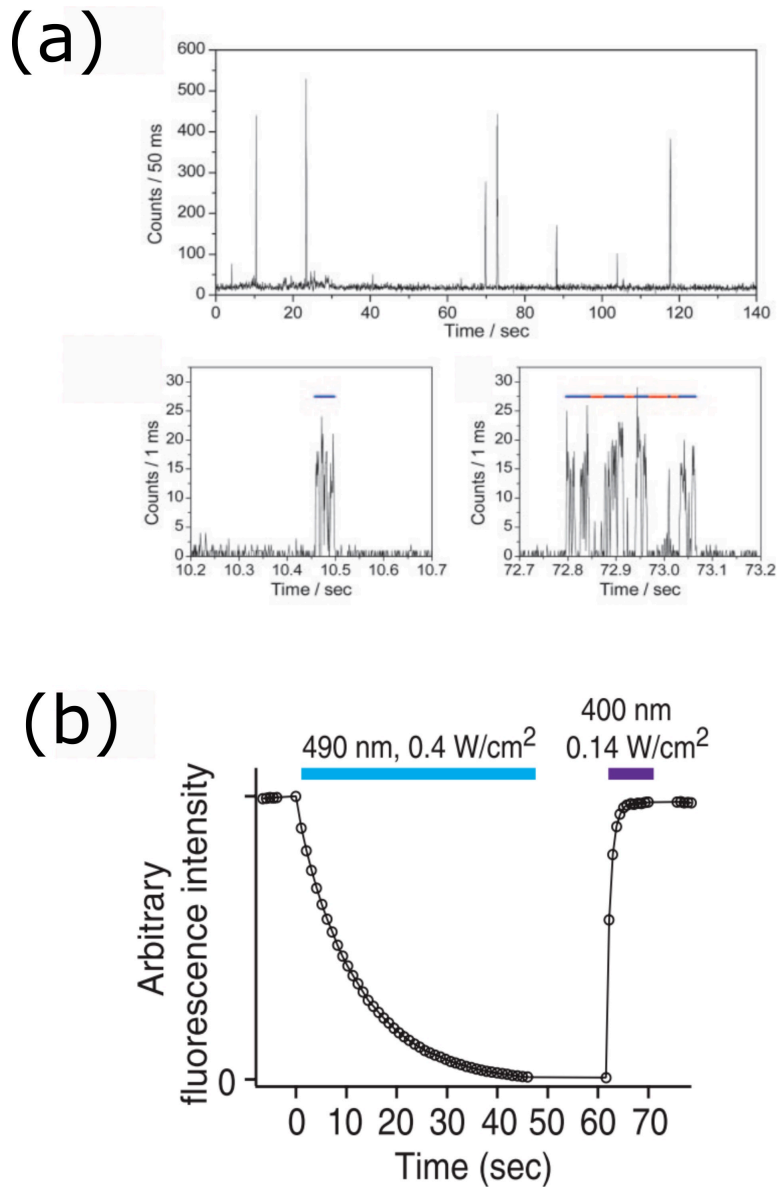 (a)
600
500
400
300
200
100
0
Counts / 50 ms
0 20 40 60 80 100 120 140
Time / sec
30
25
20
15
10
5
0
Counts / 1 ms
10.2 10.3 10.4 10.5 10.6 10.7
Time / sec
30
25
20
15
10
5
0
Counts / 1 ms
72.7 72.8 72.9 73.0 73.1 73.2
Time / sec
(b)
490 nm, 0.4 W/cm²
400 nm
0.14 W/cm²
Arbitrary
fluorescence intensity
0
0 10 20 30 40 50 60 70
Time (sec)